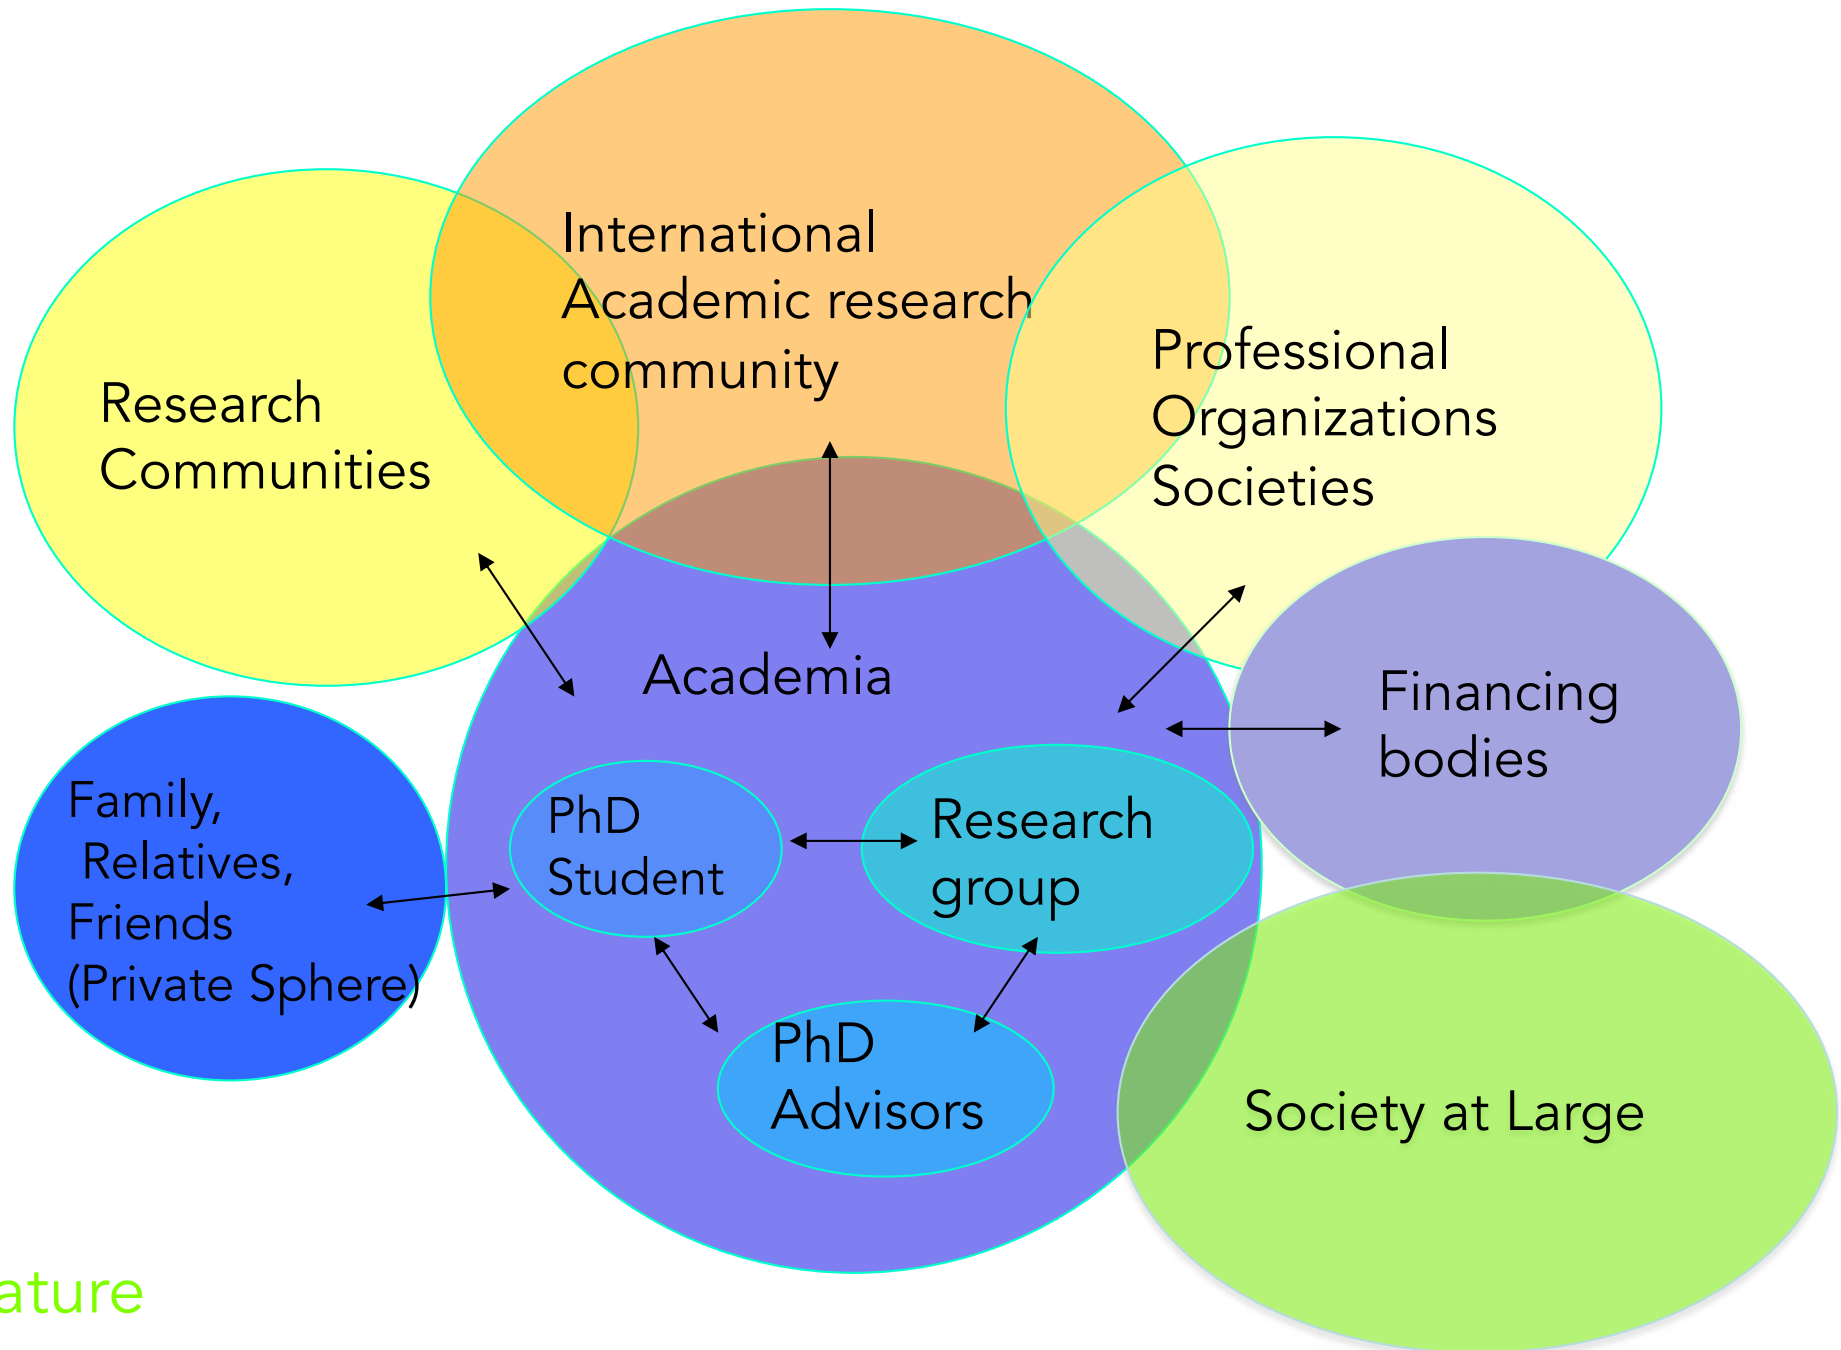 International
Academic research
community
Professional
Organizations
Societies
Research
Communities
Academia
Financing
bodies
Family,
Relatives,
Friends
(Private Sphere)
PhD
Student
Research
group
PhD
Advisors
Society at Large
ature